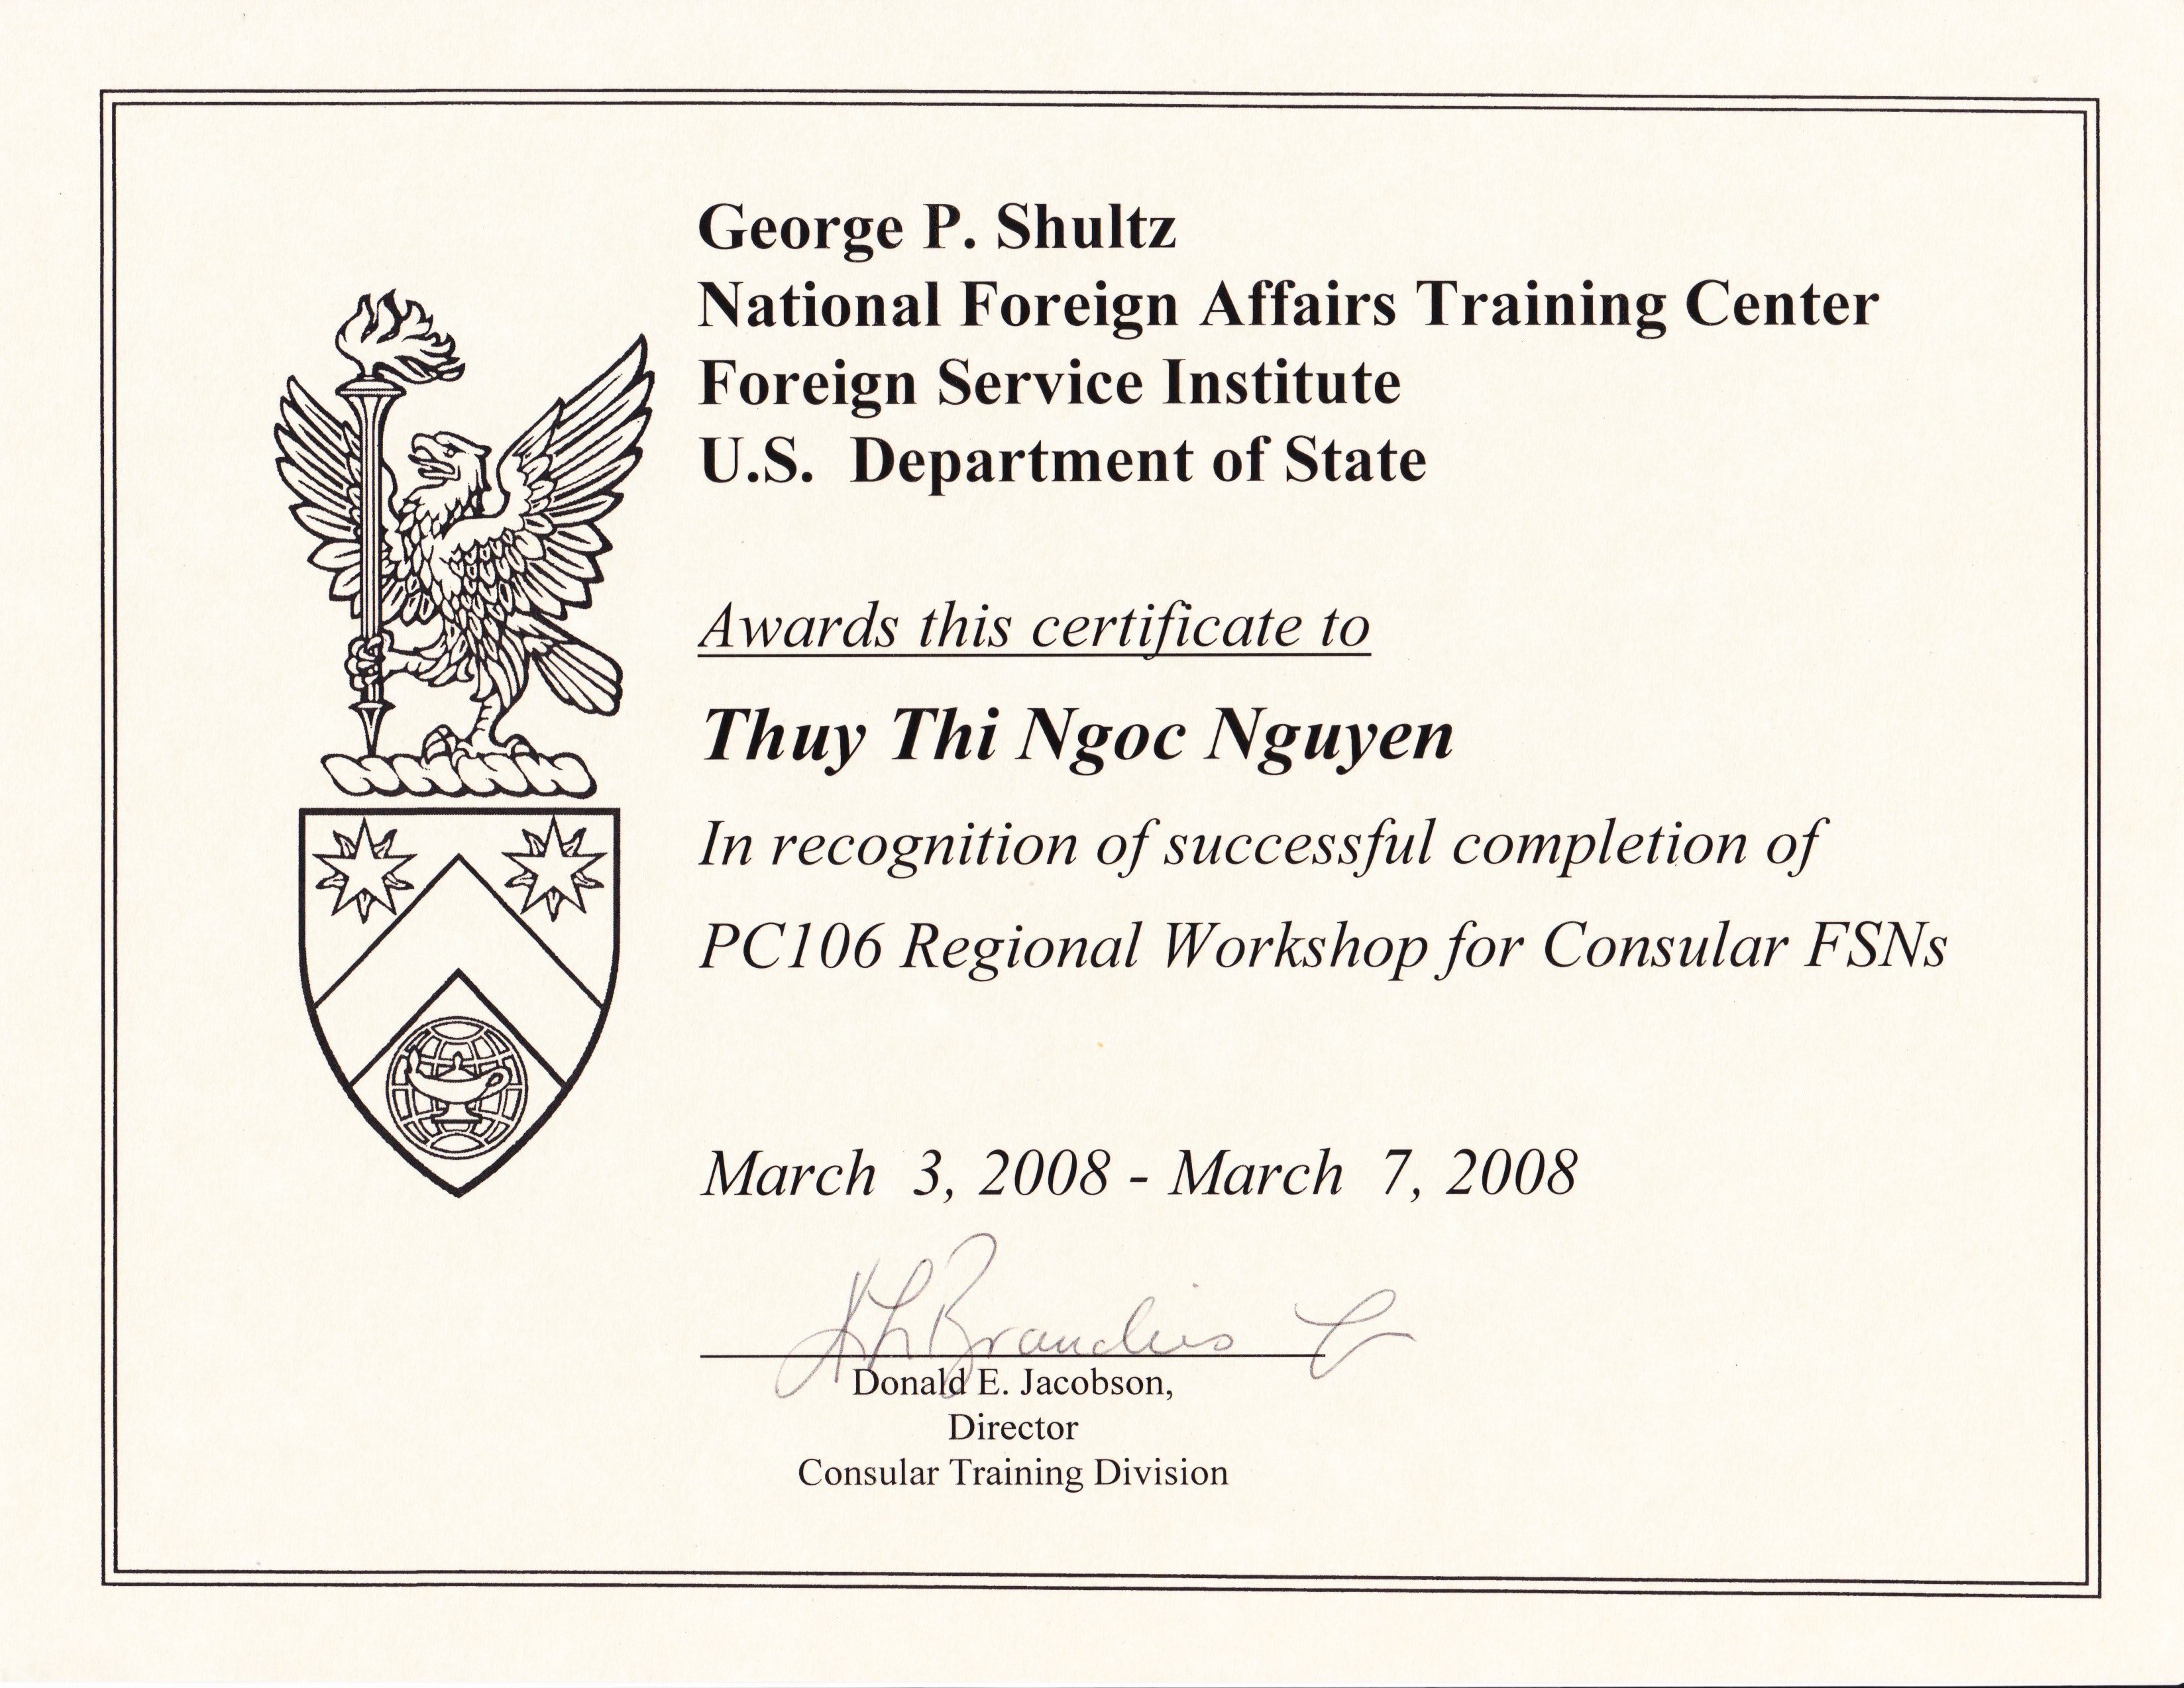 George P. Shultz
National Foreign Affairs Training Center
Foreign Service Institute
U.S. Department of State
Awards this certificate to
Thuy Thi Ngoc Nguyen
In recognition of successful completion of
PC106 Regional Workshop for Consular FSNs
March 3, 2008 - March 7, 2008
Donald E. Jacobson,
Director
Consular Training Division